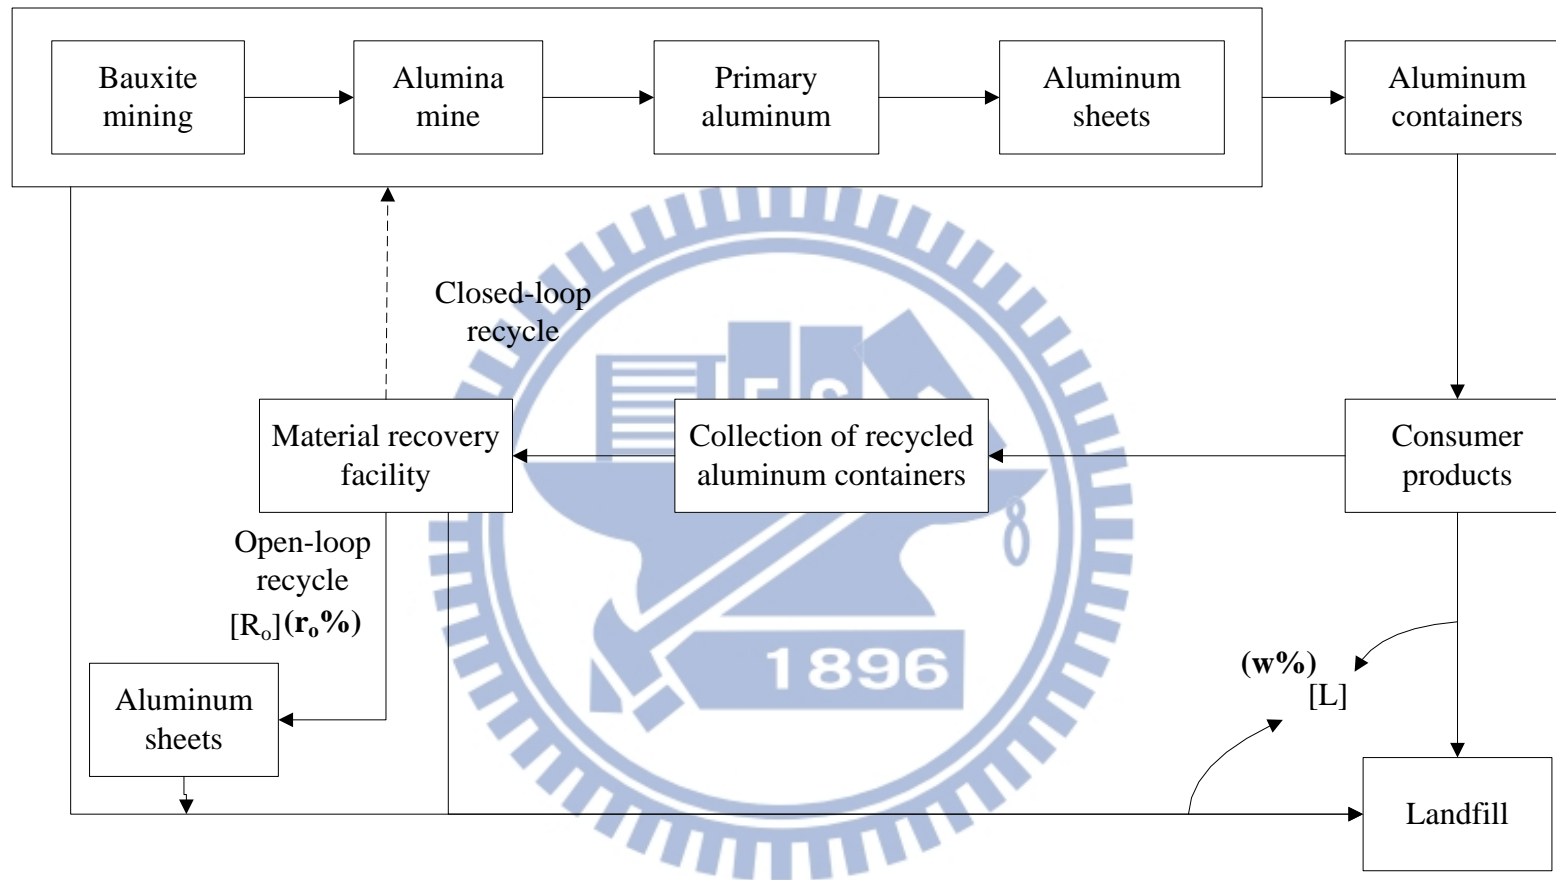 Bauxite
mining
Alumina
mine
Primary
aluminum
Aluminum
sheets
Aluminum
containers
Closed-loop
recycle
Material recovery
facility
Collection of recycled
aluminum containers
Consumer
products
Open-loop
recycle
[Ro](ro%)
Aluminum
sheets
(w%)
[L]
Landfill
1896